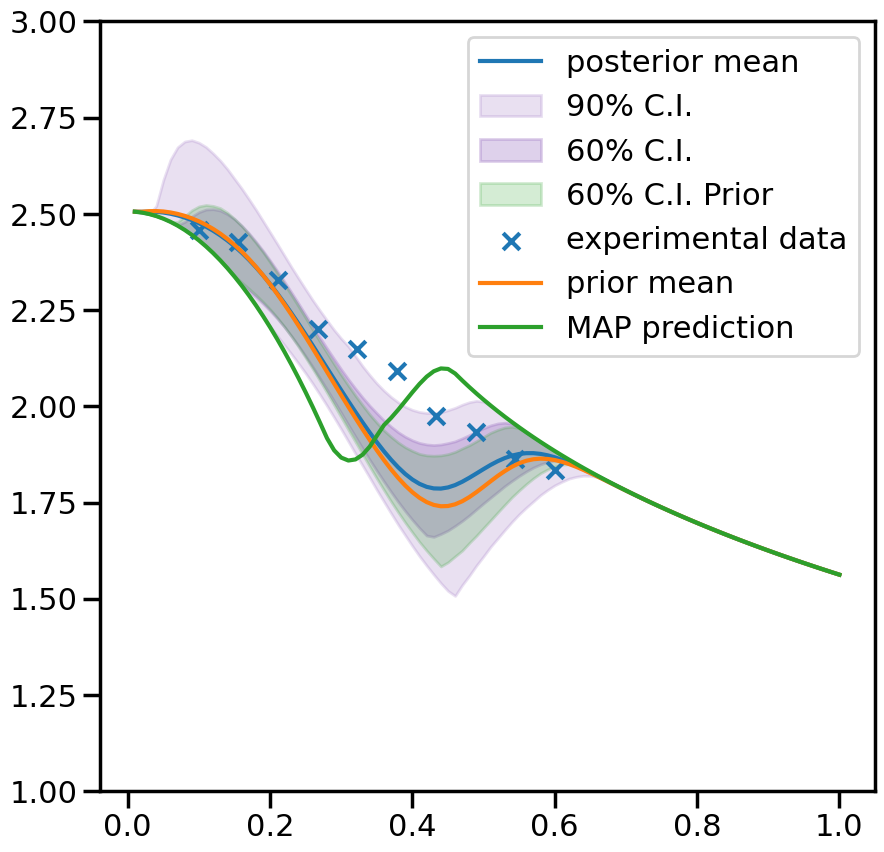 3.00
2.75
2.50
2.25
2.00
1.75
1.50
1.25
1.00
0.0 0.2 0.4 0.6 0.8 1.0
posterior mean
90% C.I.
60% C.I.
60% C.I. Prior
experimental data
prior mean
MAP prediction